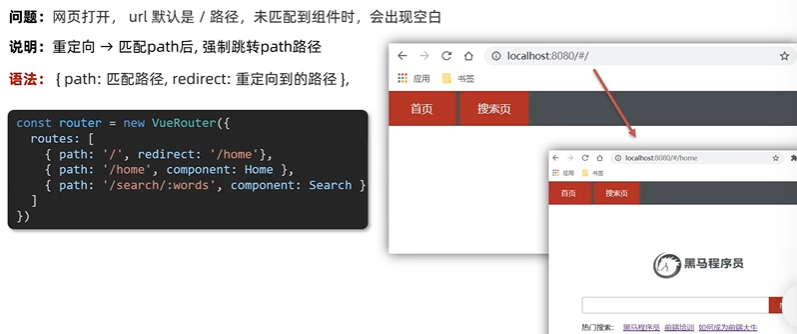 问题：网页打开， url 默认是 / 路径，未匹配到组件时，会出现空白
说明：重定向 → 匹配path后, 强制跳转path路径
语法： { path: 匹配路径, redirect: 重定向到的路径 },
const router = new VueRouter({
routes: [
{ path: '/', redirect: '/home'},
{ path: '/home', component: Home },
{ path: '/search/:words', component: Search }
]
})
localhost:8080/#/
应用 书签
首页 搜索页
localhost:8080/#/home
应用 书签
首页 搜索页
黑马程序员
热门搜索： 黑马程序员 前端培训 如何成为前端大牛